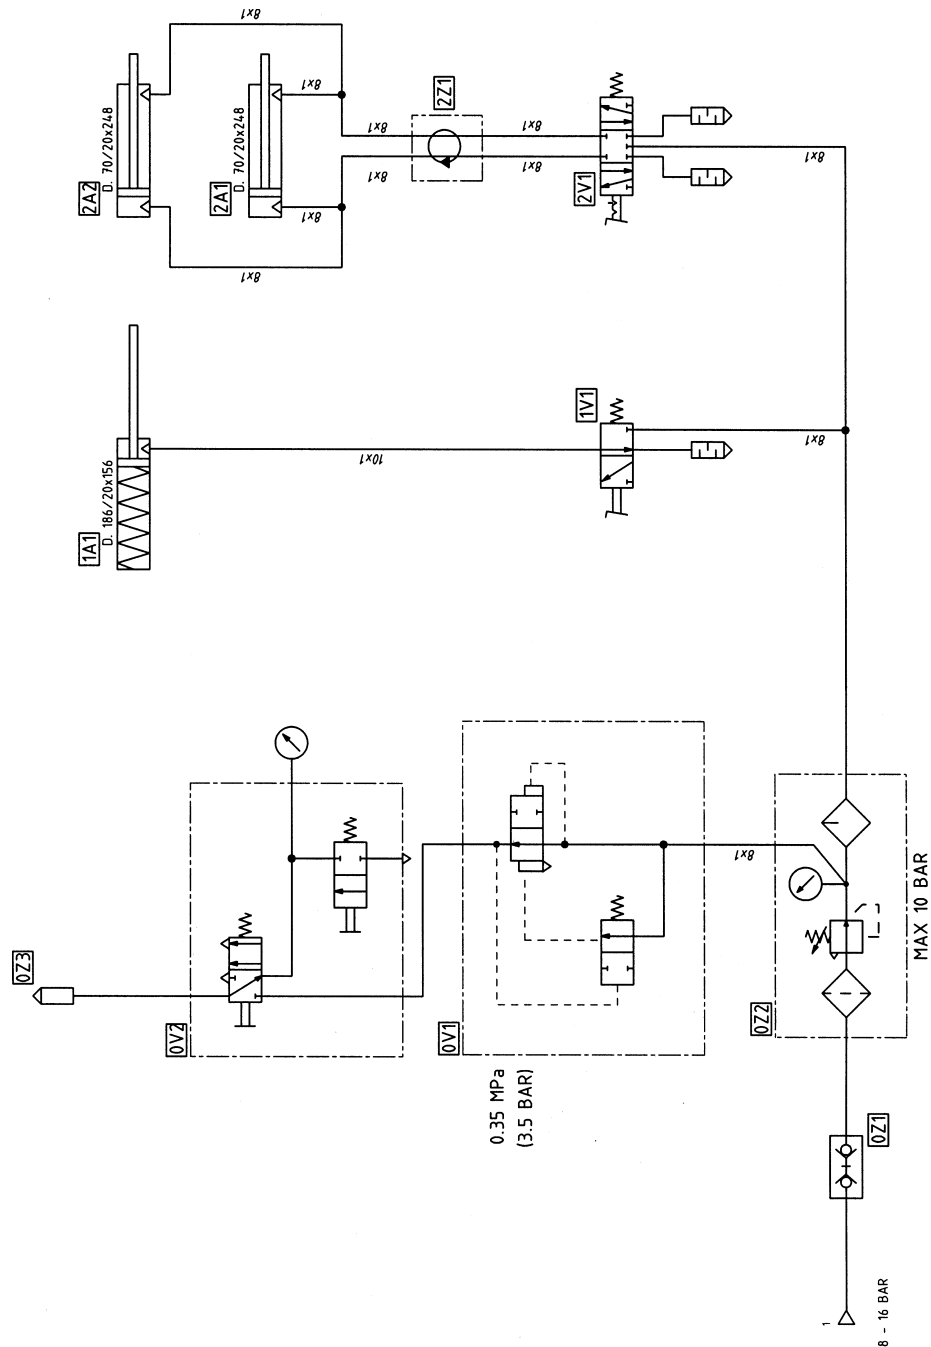 8x1
2A2
D. 70/20x248
8x1
2A1
D. 70/20x248
8x1
8x1
8x1
8x1
2Z1
8x1
8x1
2V1
8x1
1A1
D. 186/20x156
10x1
1V1
8x1
0Z3
0V2
0V1
0.35 MPa
(3.5 BAR)
8x1
0Z2
MAX 10 BAR
0Z1
1
8 - 16 BAR